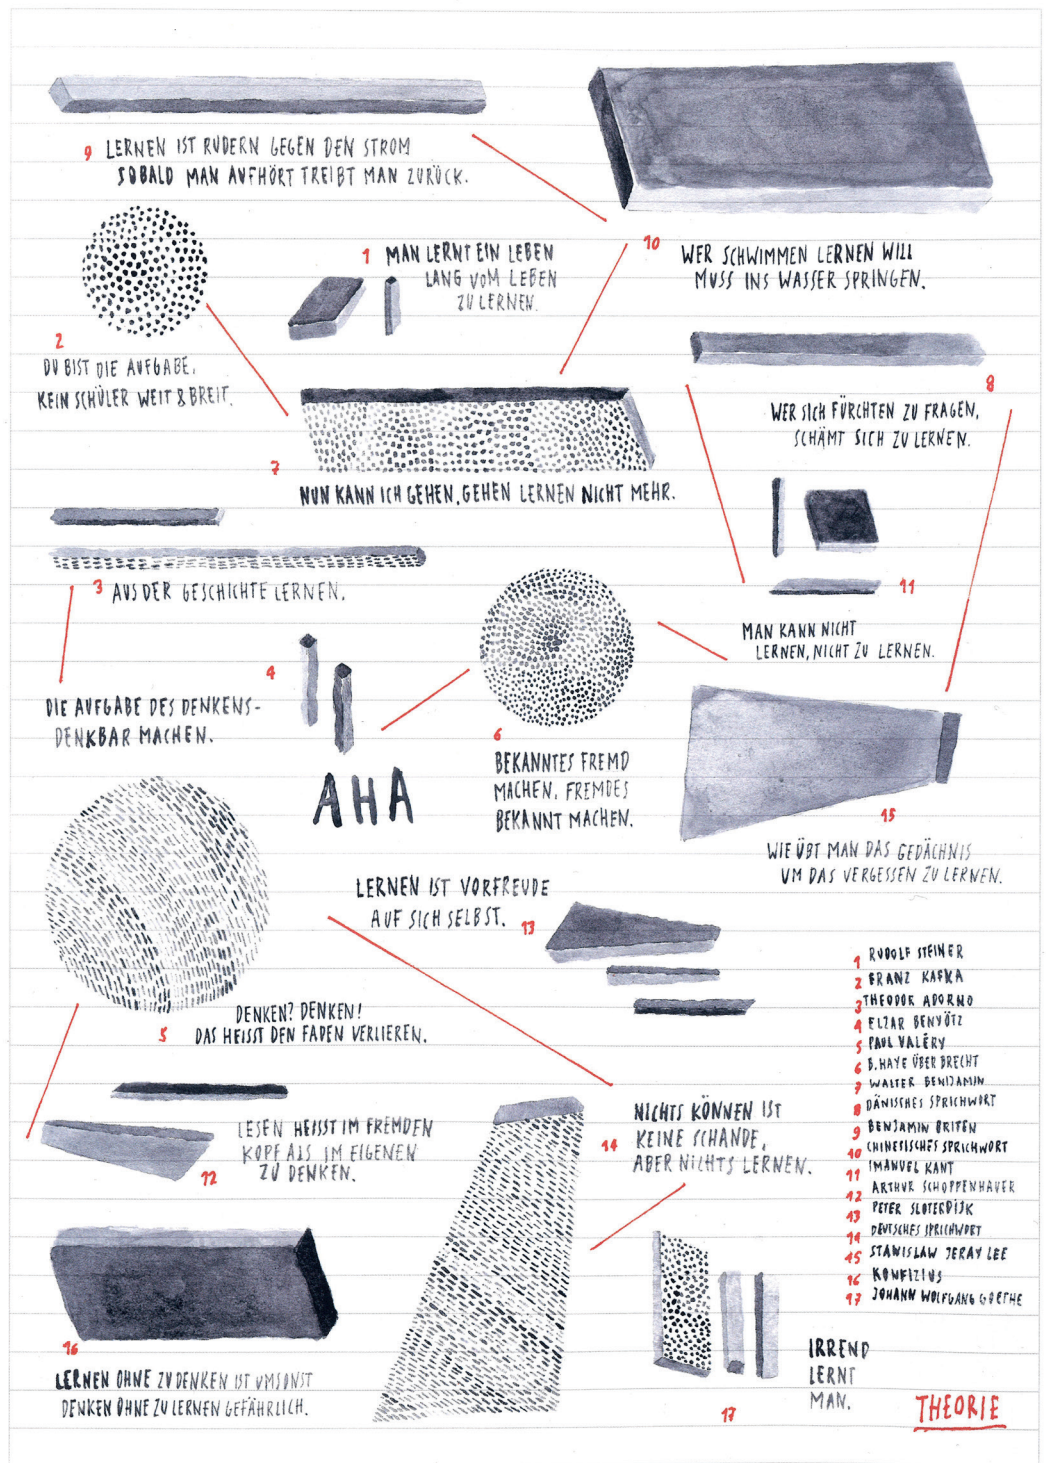 9 LERNEN IST RUDERN GEGEN DEN STROM
SOBALD MAN AUFHÖRT TREIBT MAN ZURÜCK.
10 WER SCHWIMMEN LERNEN WILL
MUSS INS WASSER SPRINGEN.
1 MAN LERNT EIN LEBEN
LANG VOM LEBEN
ZU LERNEN.
2
DU BIST DIE AUFGABE,
KEIN SCHÜLER WEIT & BREIT.
8
WER SICH FÜRCHTEN ZU FRAGEN,
SCHÄMT SICH ZU LERNEN.
7
NUN KANN ICH GEHEN, GEHEN LERNEN NICHT MEHR.
3 AUS DER GESCHICHTE LERNEN.
11
MAN KANN NICHT
LERNEN, NICHT ZU LERNEN.
DIE AUFGABE DES DENKENS-
DENKBAR MACHEN.
4
AHA
6
BEKANNTES FREMD
MACHEN. FREMDES
BEKANNT MACHEN.
15
WIE ÜBT MAN DAS GEDÄCHNIS
UM DAS VERGESSEN ZU LERNEN.
LERNEN IST VORFREUDE
AUF SICH SELBST. 13
5
DENKEN? DENKEN!
DAS HEISST DEN FADEN VERLIEREN.
12
LESEN HEISST IM FREMDEN
KOPF ALS IM EIGENEN
ZU DENKEN.
14
NICHTS KÖNNEN IST
KEINE SCHANDE,
ABER NICHTS LERNEN.
16
LERNEN OHNE ZU DENKEN IST UMSONST
DENKEN OHNE ZU LERNEN GEFÄHRLICH.
17
IRREND
LERNT
MAN.
1 RUDOLF STEINER
2 FRANZ KAFKA
3 THEODOR ADORNO
4 ELZAR BENYÖTZ
5 PAUL VALÉRY
6 B. HAYE ÜBER BRECHT
7 WALTER BENJAMIN
8 DÄNISCHES SPRICHWORT
9 BENJAMIN BRITEN
10 CHINESISCHES SPRICHWORT
11 IMANUEL KANT
12 ARTHUR SCHOPPENHAUER
13 PETER SLOTERDIJK
14 DEUTSCHES SPRICHWORT
15 STANISLAW JERAY LEE
16 KONFIZIUS
17 JOHANN WOLFGANG GOETHE
THEORIE